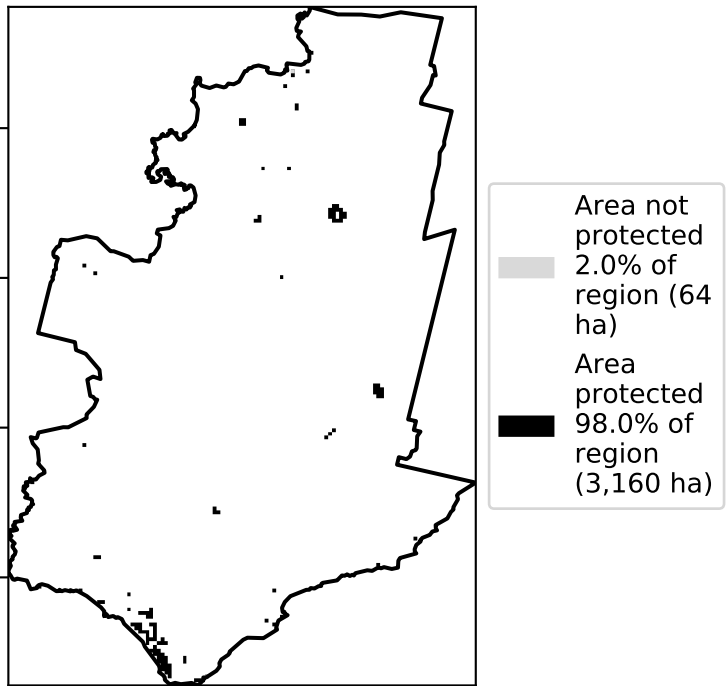 Area not
protected
2.0% of
region (64
ha)
Area
protected
98.0% of
region
(3,160 ha)